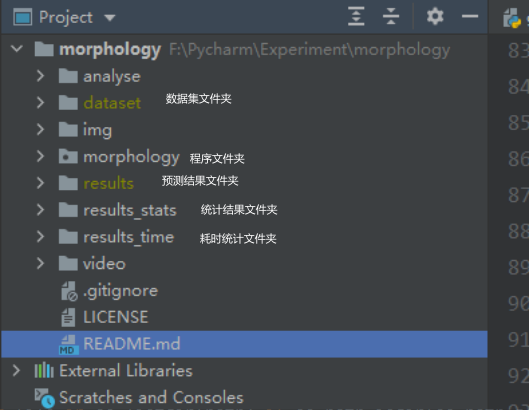 Project
morphology F:\Pycharm\Experiment\morphology
analyse
dataset 数据集文件夹
img
morphology 程序文件夹
results 预测结果文件夹
results_stats 统计结果文件夹
results_time 耗时统计文件夹
video
.gitignore
LICENSE
MD README.md
External Libraries
Scratches and Consoles
83
84
85
86
87
88
89
90
91
92